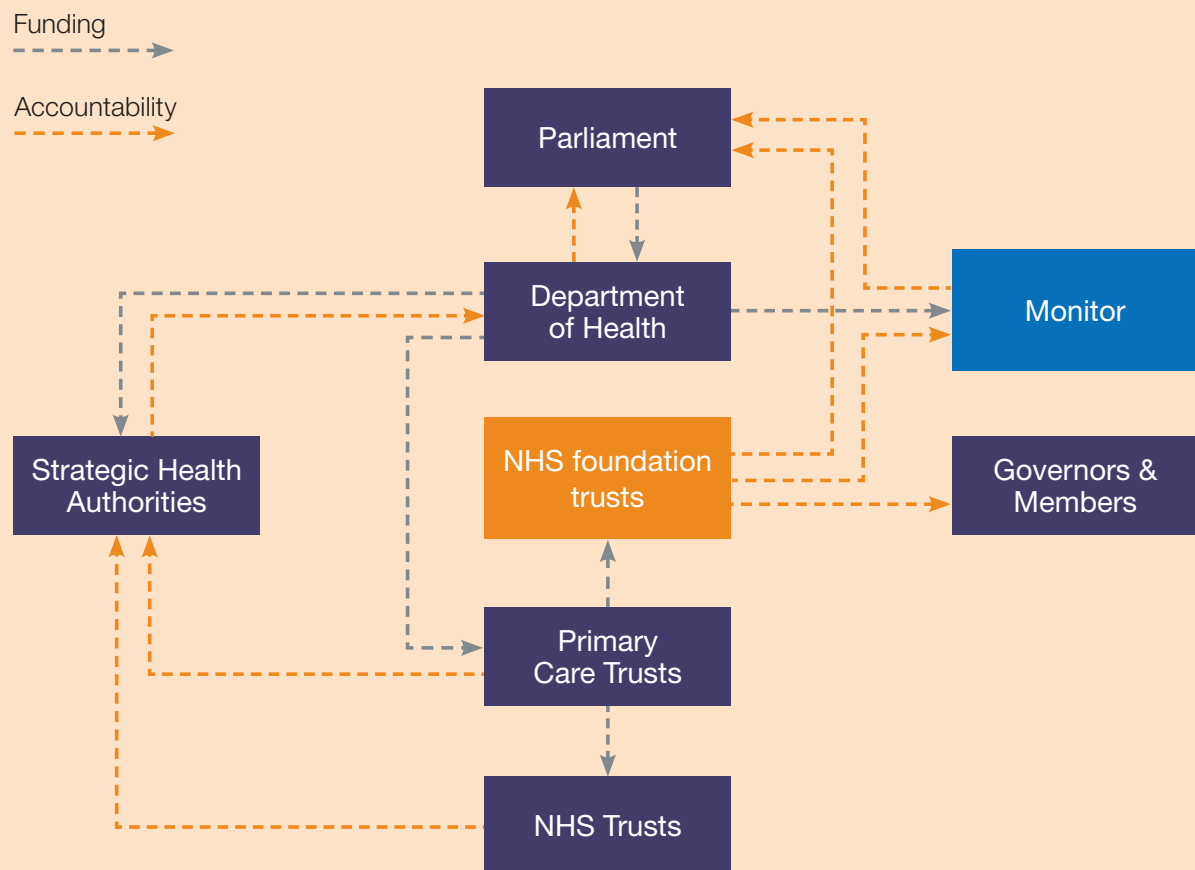 Funding
Accountability
Parliament
Department
of Health
Monitor
NHS foundation
trusts
Strategic Health
Authorities
Governors &
Members
Primary
Care Trusts
NHS Trusts